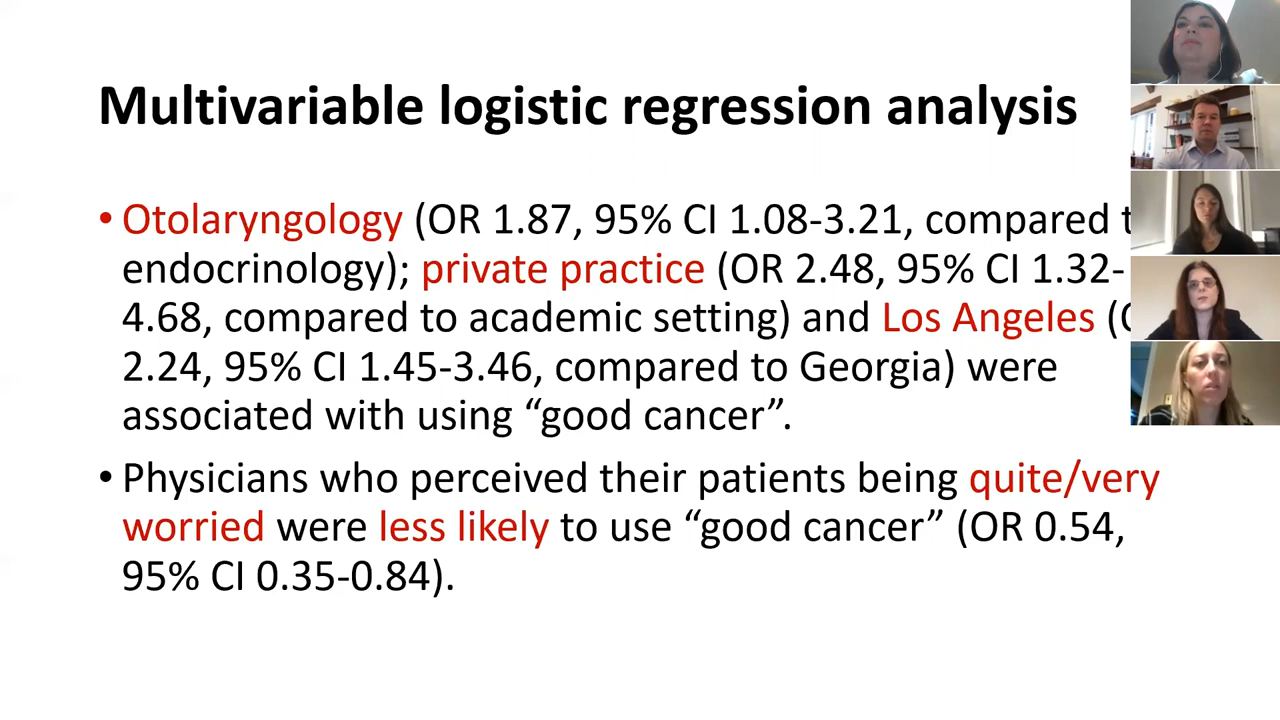 Multivariable logistic regression analysis
• Otolaryngology (OR 1.87, 95% CI 1.08-3.21, compared
endocrinology); private practice (OR 2.48, 95% CI 1.32-
4.68, compared to academic setting) and Los Angeles (
2.24, 95% CI 1.45-3.46, compared to Georgia) were
associated with using “good cancer”.
• Physicians who perceived their patients being quite/very
worried were less likely to use “good cancer” (OR 0.54,
95% CI 0.35-0.84).